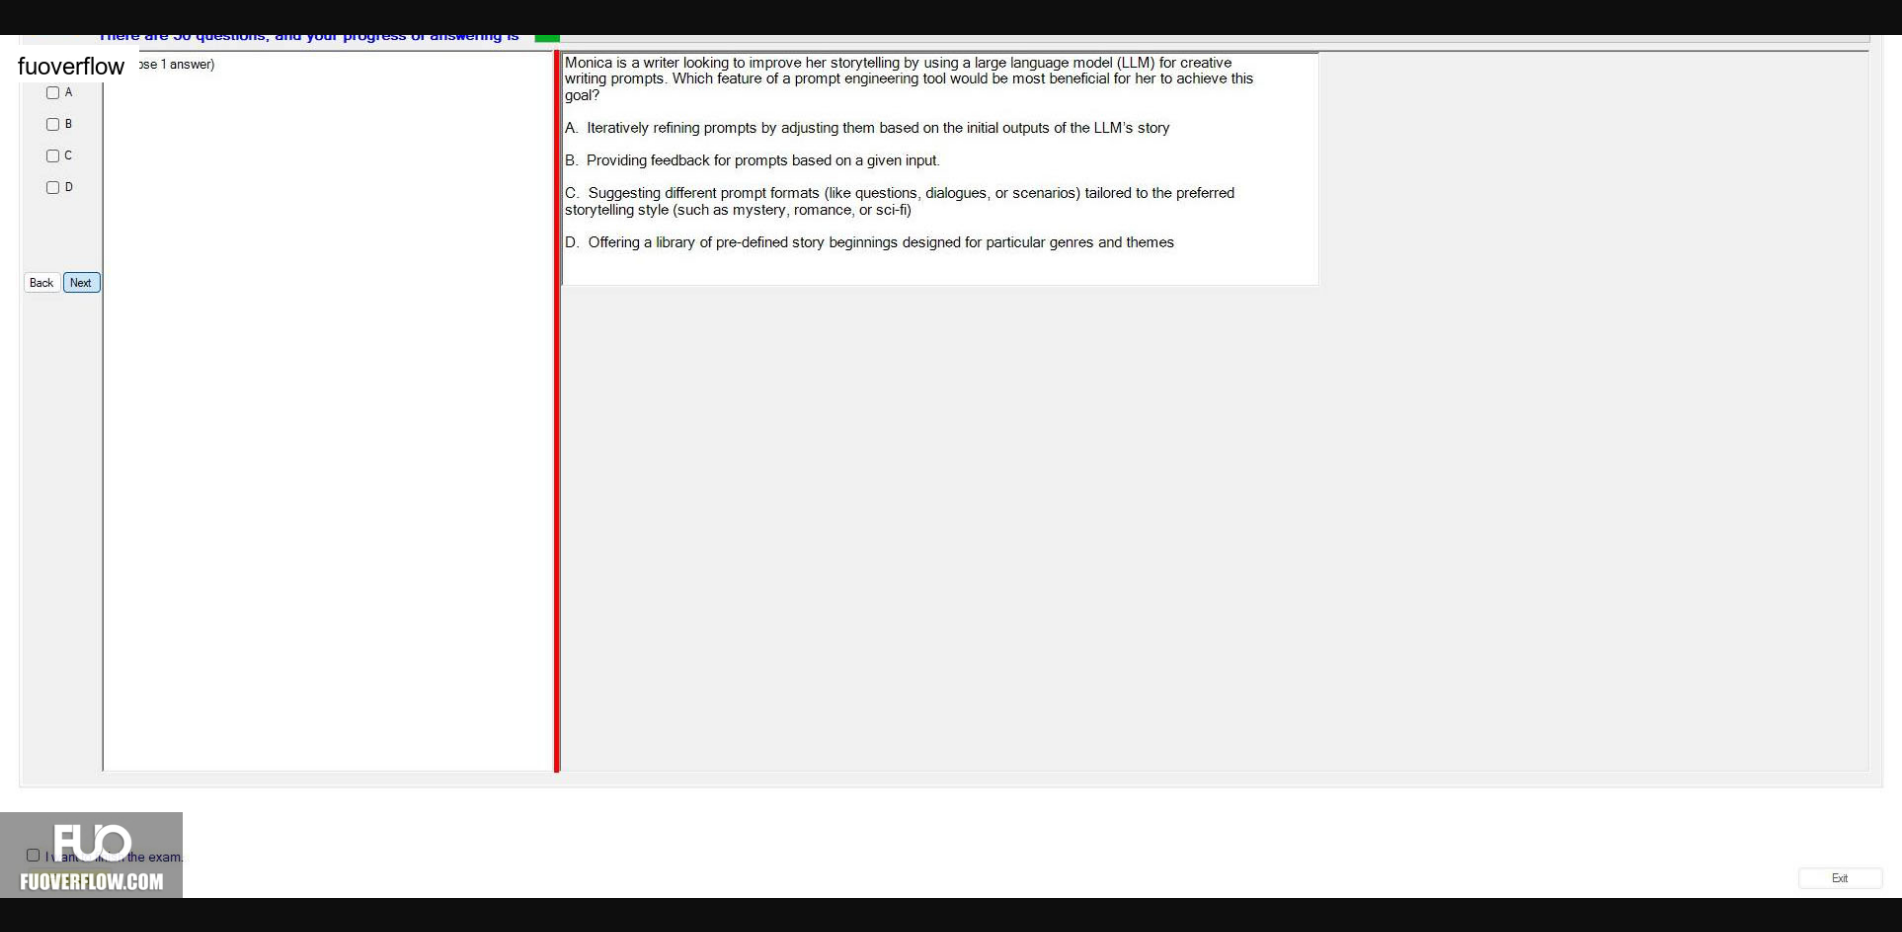 There are 50 questions, and your progress of answering is
fuoverflow
ose 1 answer)
A
B
C
D
Back
Next
Monica is a writer looking to improve her storytelling by using a large language model (LLM) for creative
writing prompts. Which feature of a prompt engineering tool would be most beneficial for her to achieve this
goal?
A. Iteratively refining prompts by adjusting them based on the initial outputs of the LLM's story
B. Providing feedback for prompts based on a given input.
C. Suggesting different prompt formats (like questions, dialogues, or scenarios) tailored to the preferred
storytelling style (such as mystery, romance, or sci-fi)
D. Offering a library of pre-defined story beginnings designed for particular genres and themes
FUO
I want the exam.
FUOVERFLOW.COM
Exit